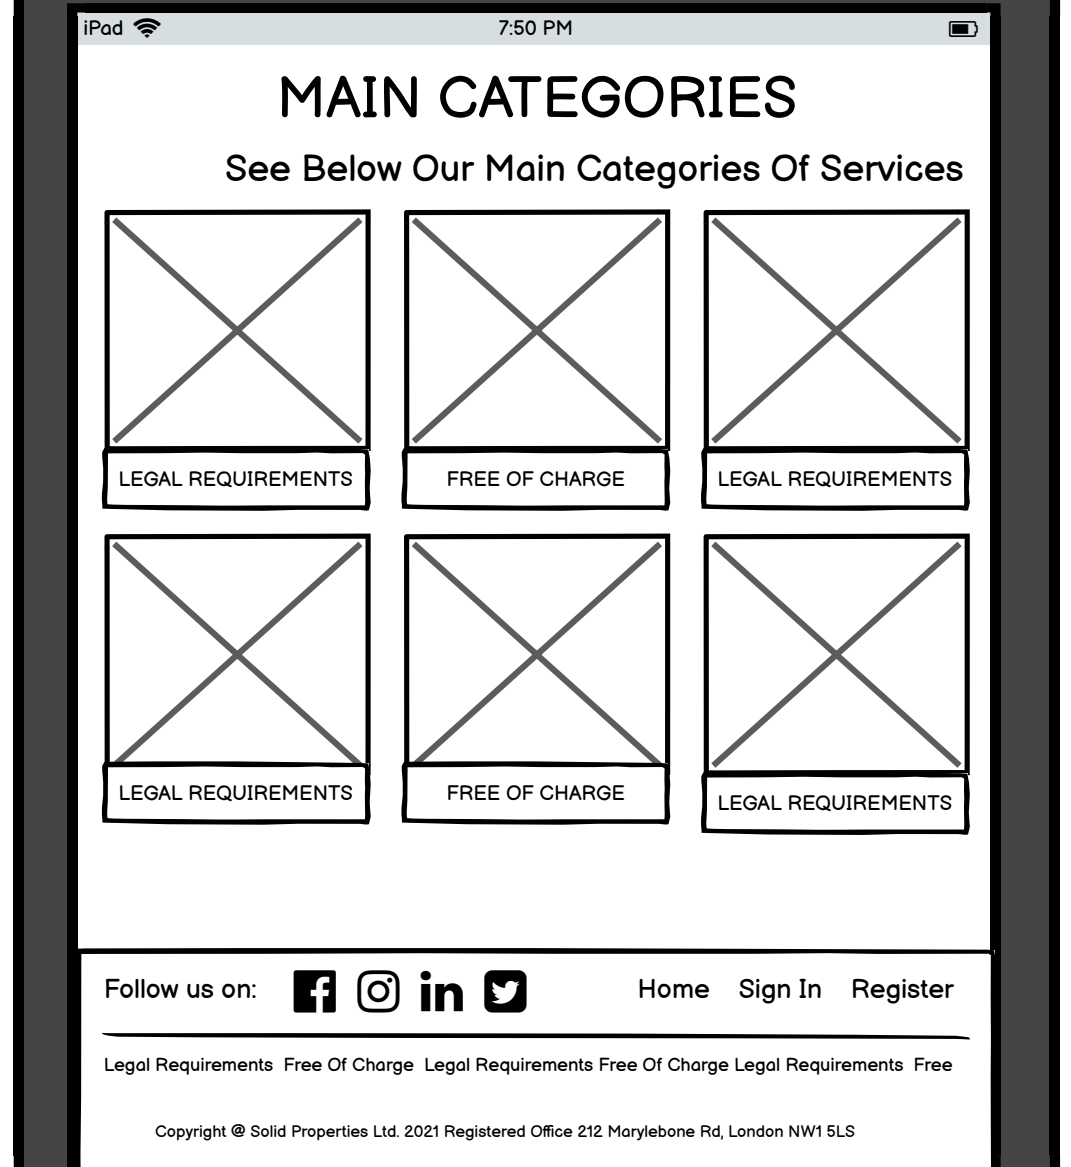 iPad 7:50 PM
MAIN CATEGORIES
See Below Our Main Categories Of Services
LEGAL REQUIREMENTS FREE OF CHARGE LEGAL REQUIREMENTS
LEGAL REQUIREMENTS FREE OF CHARGE LEGAL REQUIREMENTS
Follow us on: Home Sign In Register
Legal Requirements Free Of Charge Legal Requirements Free Of Charge Legal Requirements Free
Copyright @ Solid Properties Ltd. 2021 Registered Office 212 Marylebone Rd, London NW1 5LS